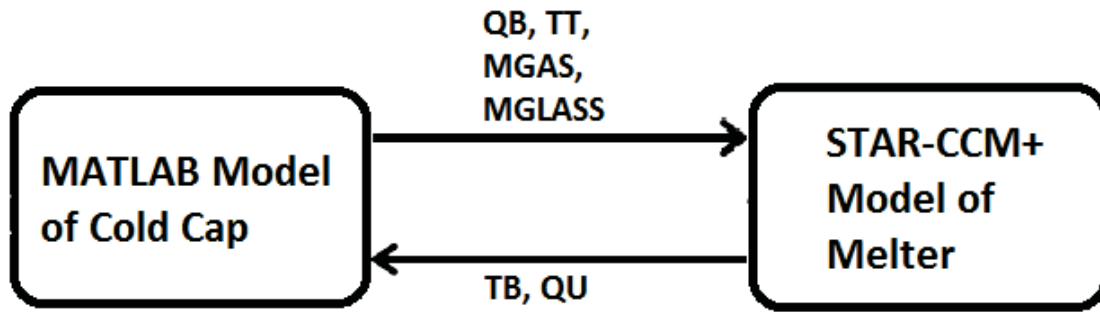 QB, TT,
MGAS,
MGLASS
MATLAB Model
of Cold Cap
STAR-CCM+
Model of
Melter
TB, QU